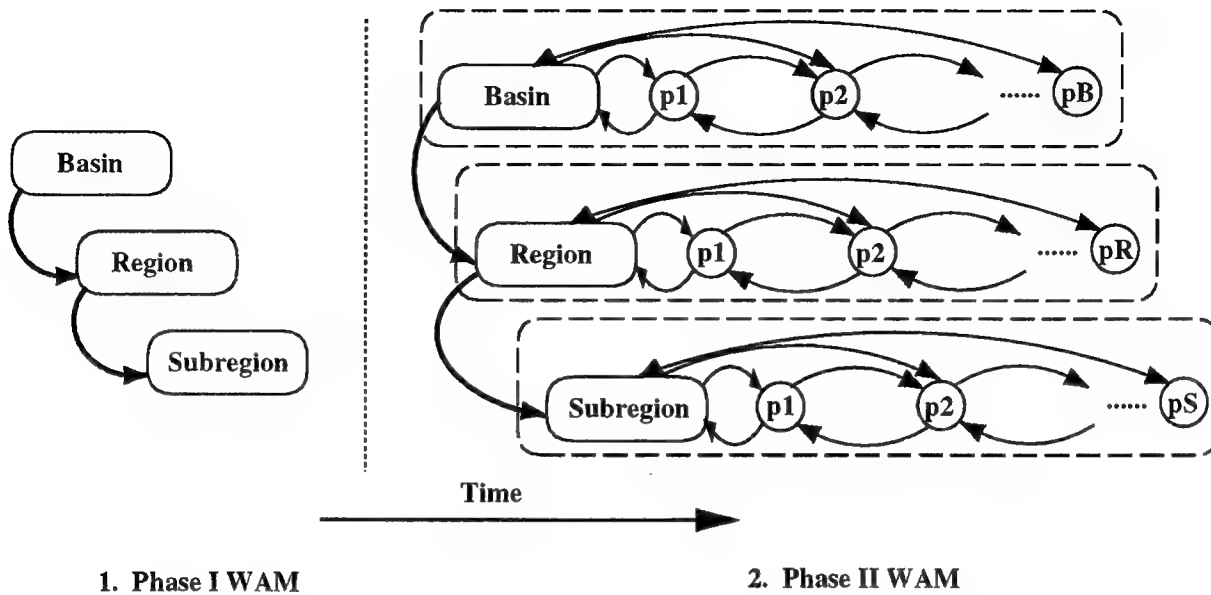 Basin
Region
Subregion
Basin p1 p2 ...... pB
Region p1 p2 ...... pR
Subregion p1 p2 ...... pS
Time
1. Phase I WAM
2. Phase II WAM